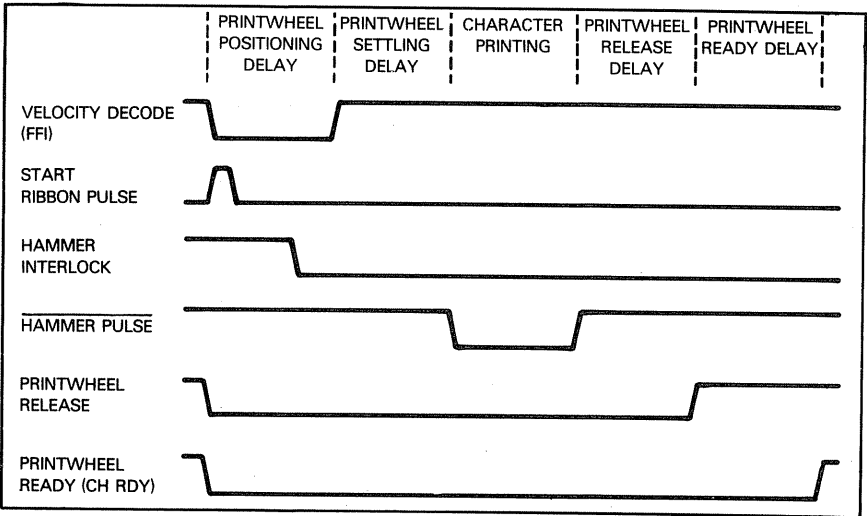 PRINTWHEEL
POSITIONING
DELAY
PRINTWHEEL
SETTLING
DELAY
CHARACTER
PRINTING
PRINTWHEEL
RELEASE
DELAY
PRINTWHEEL
READY DELAY
VELOCITY DECODE
(FFI)
START
RIBBON PULSE
HAMMER
INTERLOCK
HAMMER PULSE
PRINTWHEEL
RELEASE
PRINTWHEEL
READY (CH RDY)